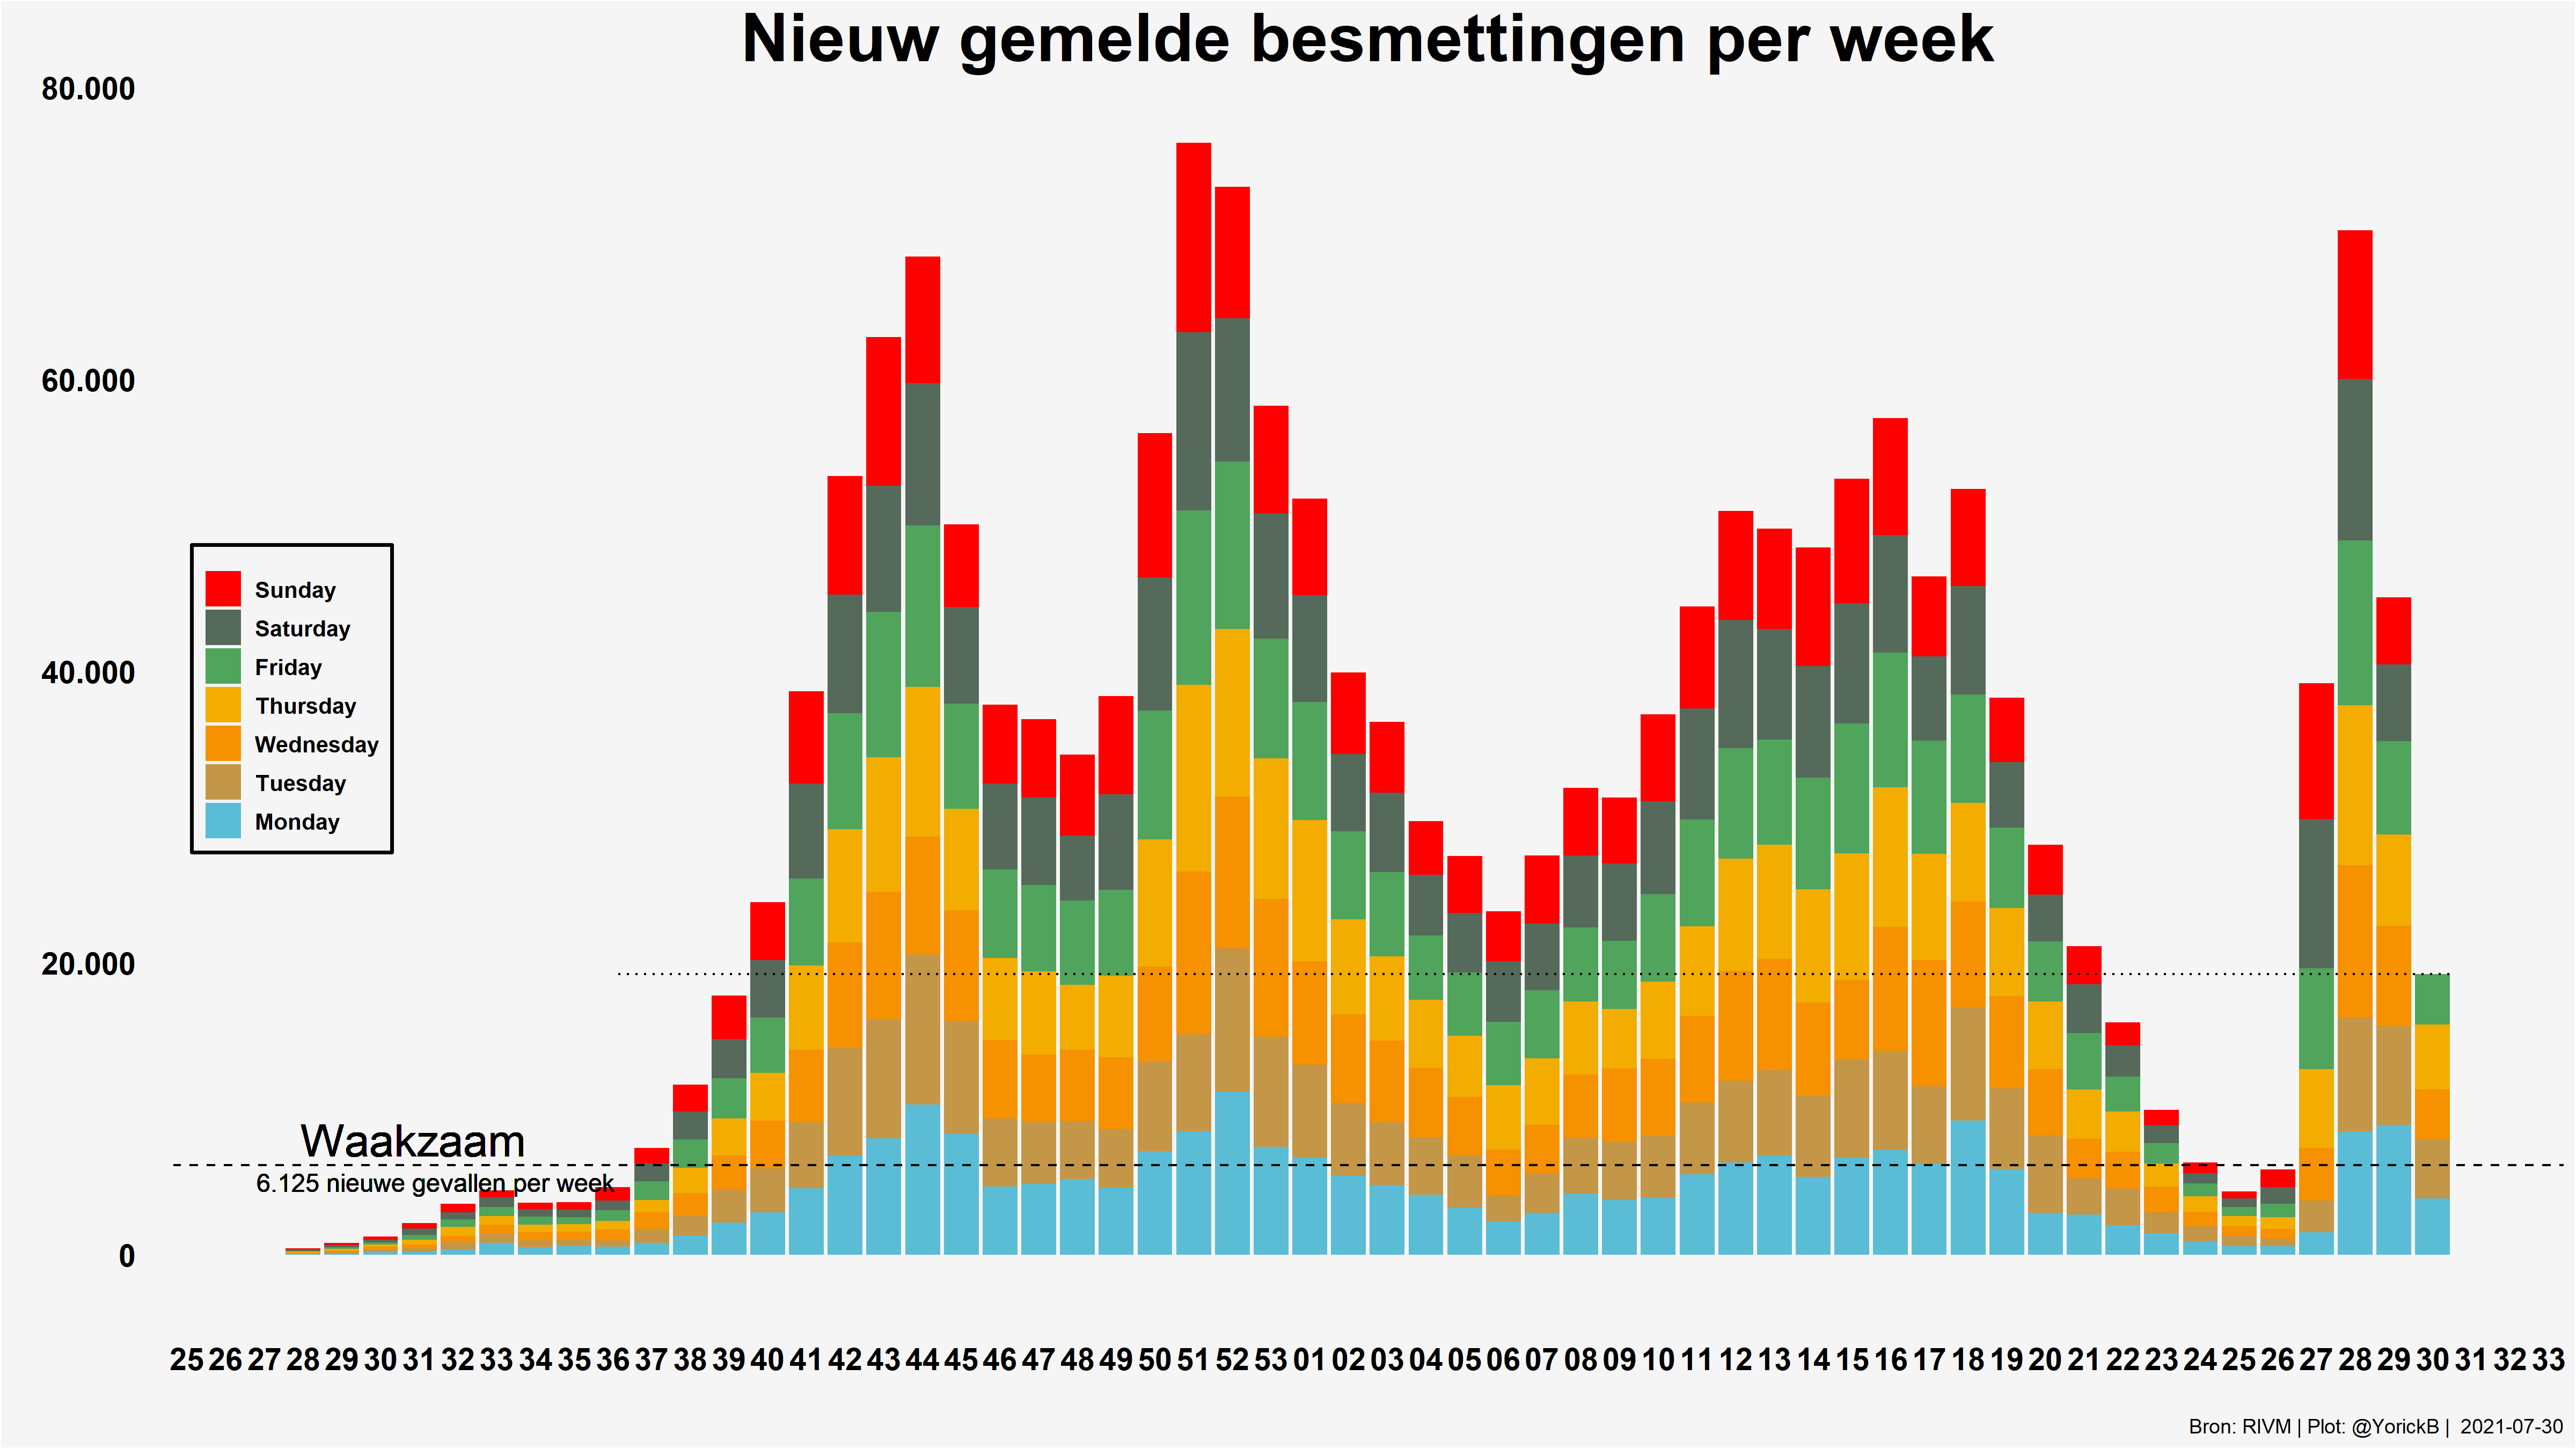 Nieuw gemelde besmettingen per week
80.000
60.000
40.000
20.000
0
Sunday
Saturday
Friday
Thursday
Wednesday
Tuesday
Monday
Waakzaam
6.125 nieuwe gevallen per week
25 26 27 28 29 30 31 32 33 34 35 36 37 38 39 40 41 42 43 44 45 46 47 48 49 50 51 52 53 01 02 03 04 05 06 07 08 09 10 11 12 13 14 15 16 17 18 19 20 21 22 23 24 25 26 27 28 29 30 31 32 33
Bron: RIVM | Plot: @YorickB | 2021-07-30